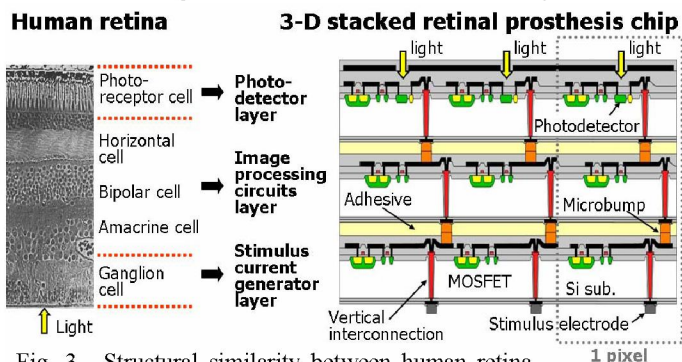 Human retina
3-D stacked retinal prosthesis chip
Photo-
receptor cell
Horizontal
cell
Bipolar cell
Amacrine cell
Ganglion
cell
Light
Photo-
detector
layer
Image
processing
circuits
layer
Stimulus
current
generator
layer
light
light
light
Photodetector
Adhesive
Microbump
MOSFET
Si sub.
Vertical
interconnection
Stimulus electrode
1 pixel
Fig. 3 Structural similarity between human retina